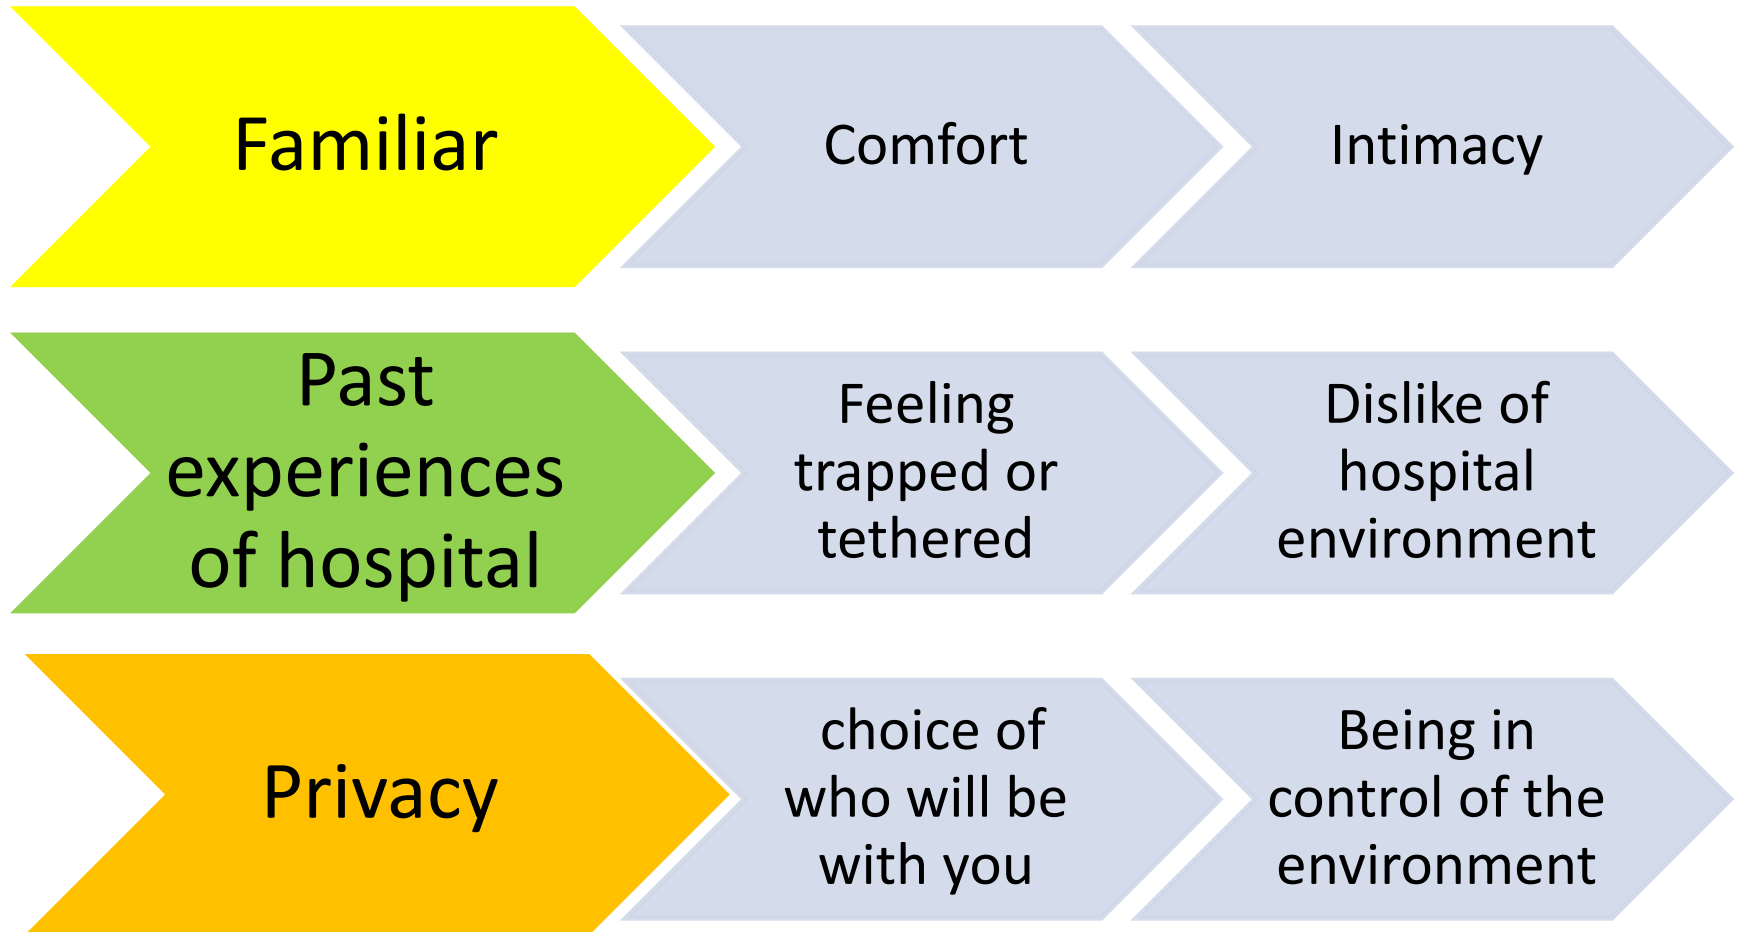 Familiar
Comfort
Intimacy
Past
experiences
of hospital
Feeling
trapped or
tethered
Dislike of
hospital
environment
Privacy
choice of
who will be
with you
Being in
control of the
environment